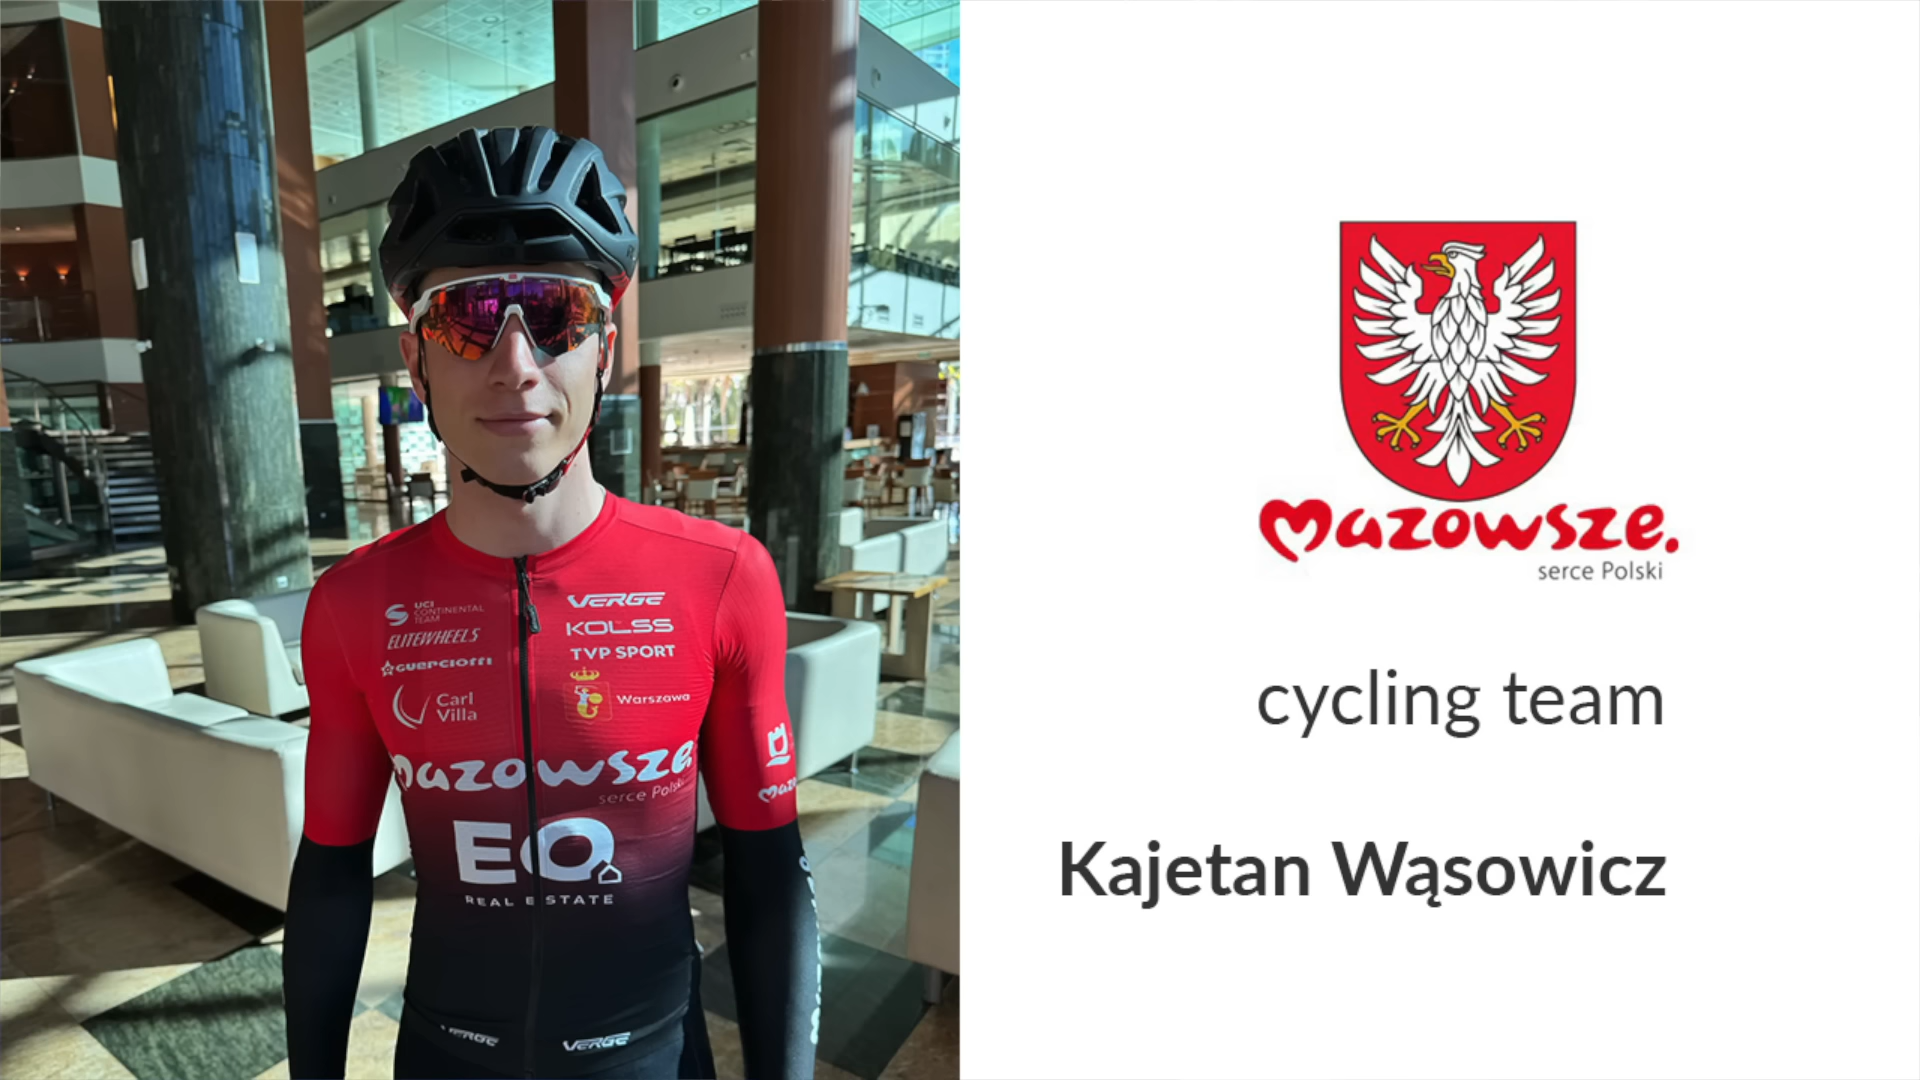 UCI
CONTINENTAL
TEAM
ELITEWHEELS
GUERCIOTTI
Carl
Villa
VERGE
KOLSS
TVP SPORT
Warszawa
mazowsze.
serce Polski
EQ
REAL ESTATE
VERGE
VERGE
mazowsze.
serce Polski
cycling team
Kajetan Wąsowicz